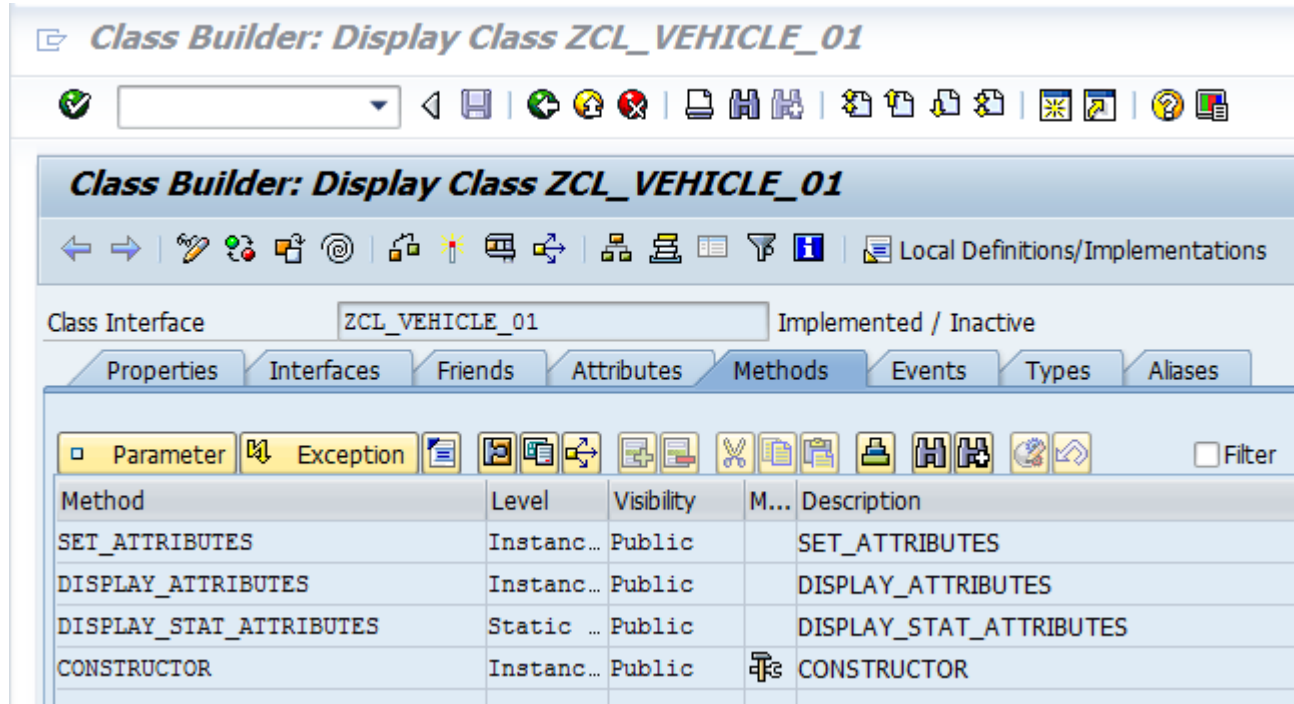 Class Builder: Display Class ZCL_VEHICLE_01
Class Builder: Display Class ZCL_VEHICLE_01
Local Definitions/Implementations
Class Interface ZCL_VEHICLE_01 Implemented / Inactive
Properties Interfaces Friends Attributes Methods Events Types Aliases
Parameter Exception Filter
Method Level Visibility M... Description
SET_ATTRIBUTES Instanc… Public SET_ATTRIBUTES
DISPLAY_ATTRIBUTES Instanc… Public DISPLAY_ATTRIBUTES
DISPLAY_STAT_ATTRIBUTES Static … Public DISPLAY_STAT_ATTRIBUTES
CONSTRUCTOR Instanc… Public CONSTRUCTOR